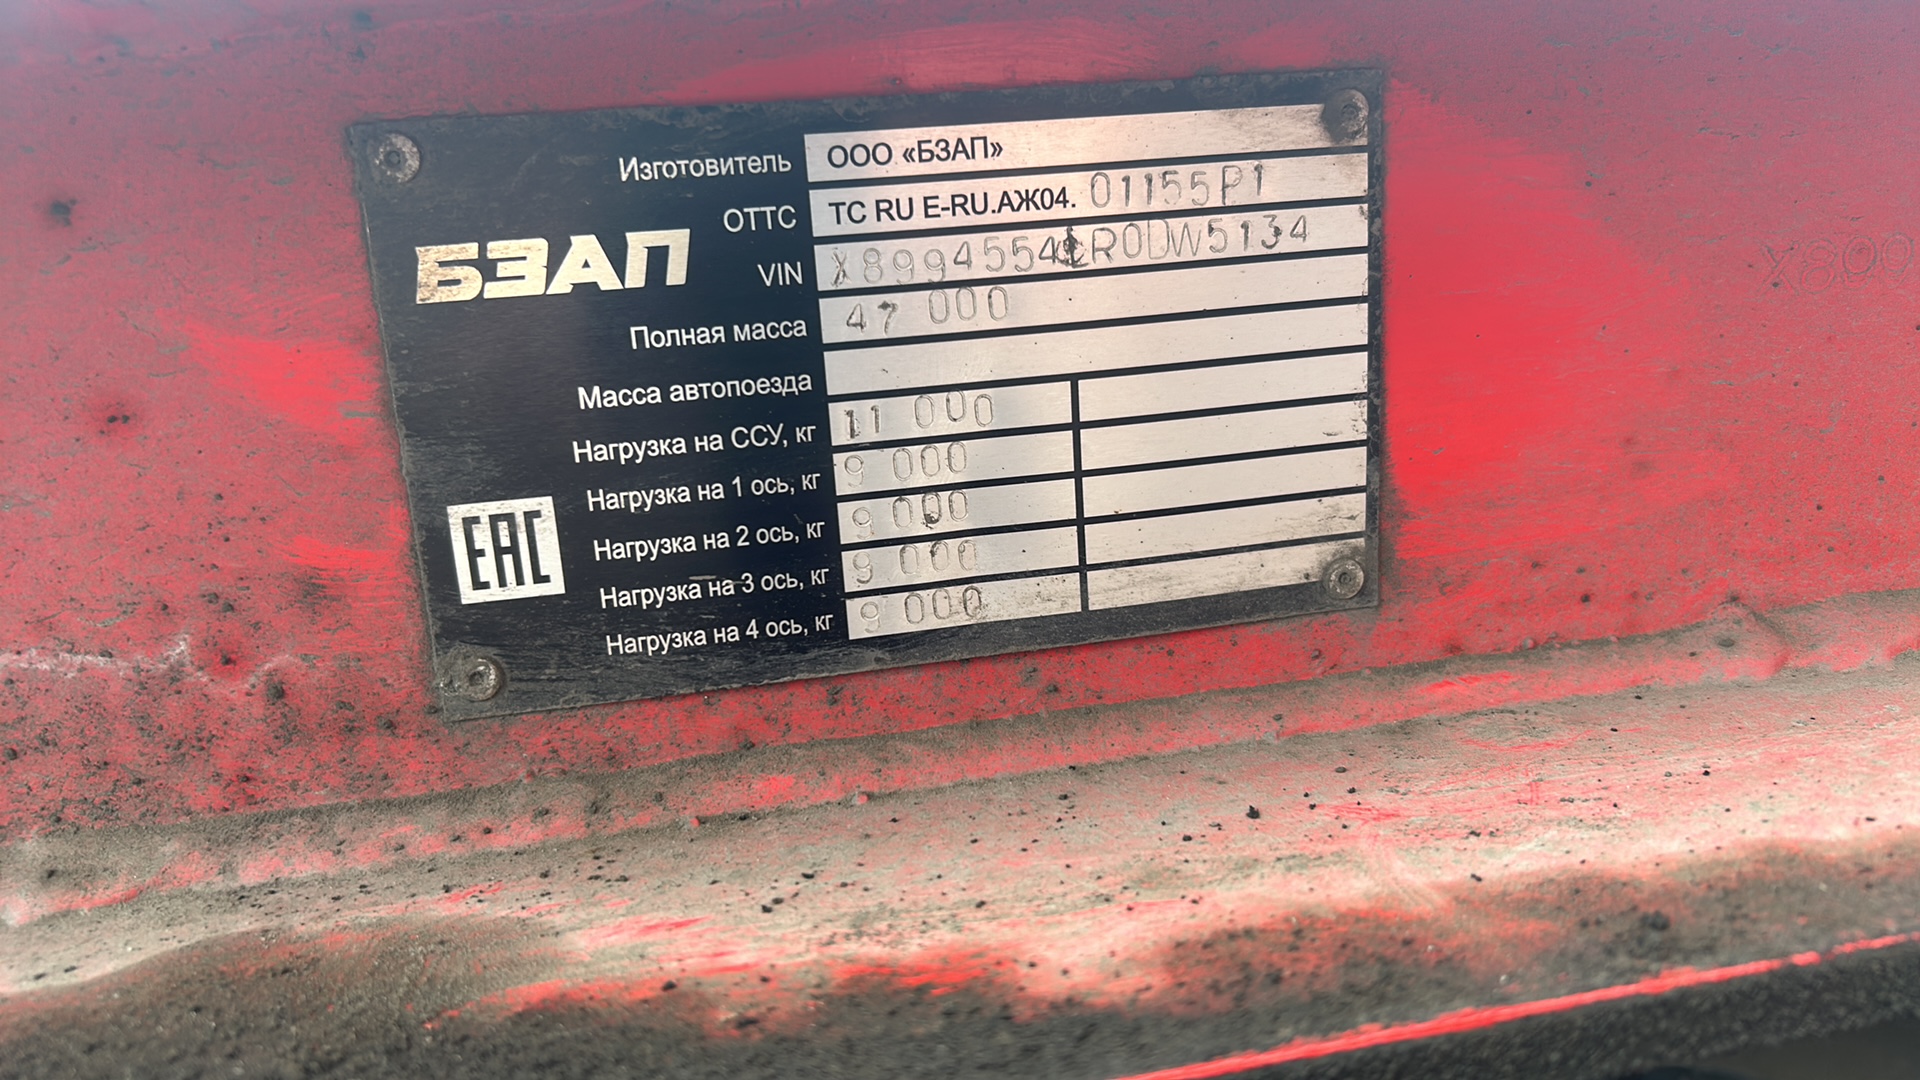 Изготовитель ООО «БЗАП»
ОТТС ТС RU E-RU.АЖ04. 01155P1
БЗАП
VIN
Полная масса 47 000
Масса автопоезда
Нагрузка на ССУ, кг 11 000
Нагрузка на 1 ось, кг 9 000
Нагрузка на 2 ось, кг 9 000
Нагрузка на 3 ось, кг 9 000
Нагрузка на 4 ось, кг 9 000
EAC